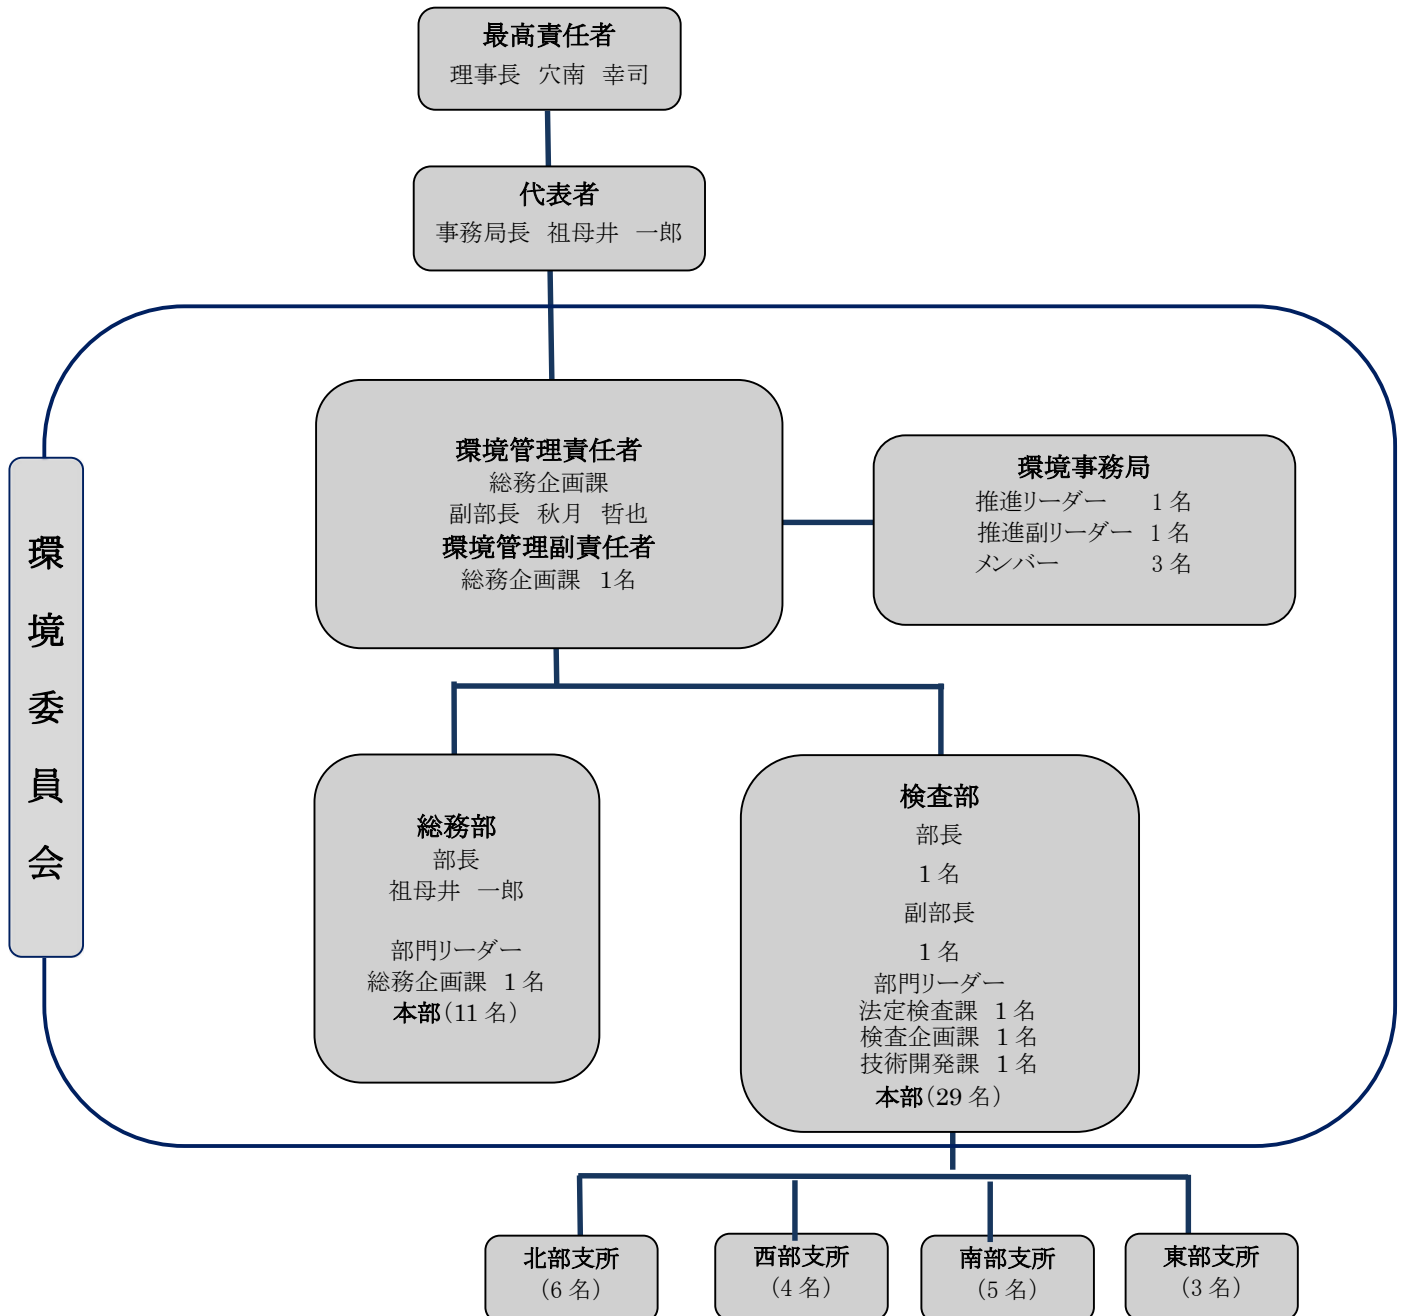 最高責任者
理事長 穴南 幸司
代表者
事務局長 祖母井 一郎
環境委員会
環境管理責任者
総務企画課
副部長 秋月 哲也
環境管理副責任者
総務企画課 1名
環境事務局
推進リーダー 1名
推進副リーダー 1名
メンバー 3名
総務部
部長
祖母井 一郎
部門リーダー
総務企画課 1名
本部(11名)
検査部
部長
1名
副部長
1名
部門リーダー
法定検査課 1名
検査企画課 1名
技術開発課 1名
本部(29名)
北部支所
(6名)
西部支所
(4名)
南部支所
(5名)
東部支所
(3名)